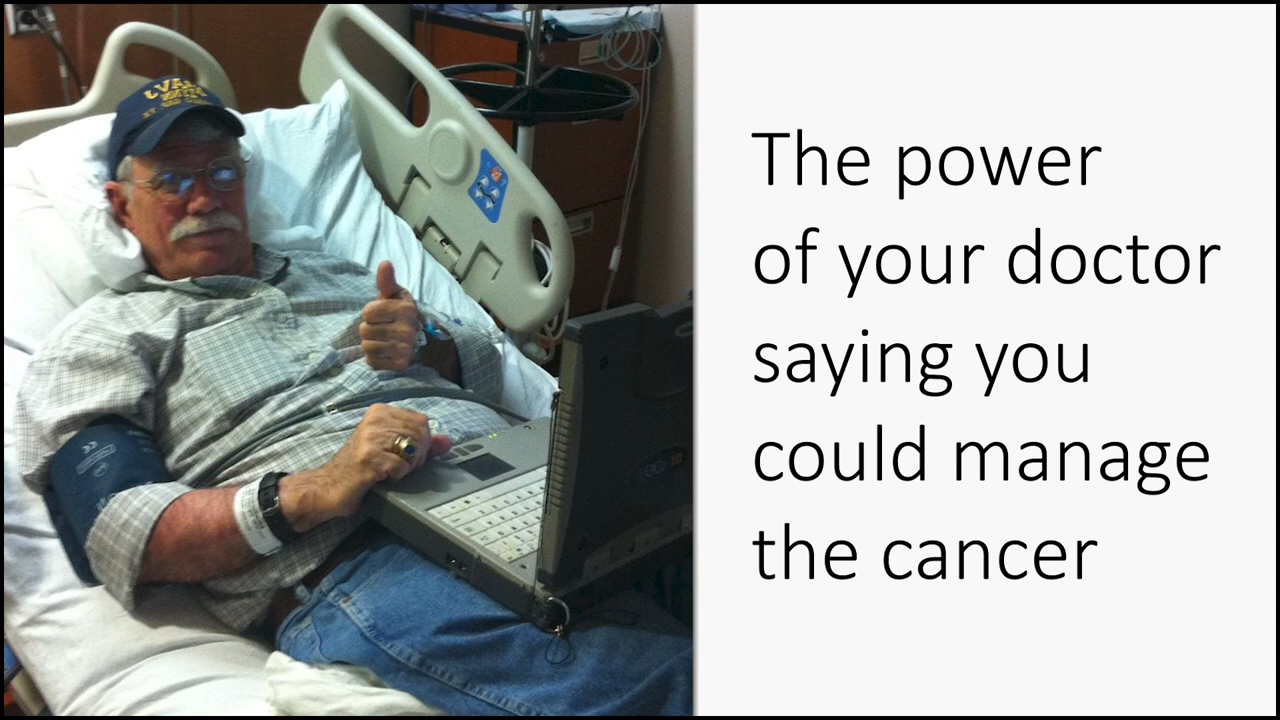 The power
of your doctor
saying you
could manage
the cancer